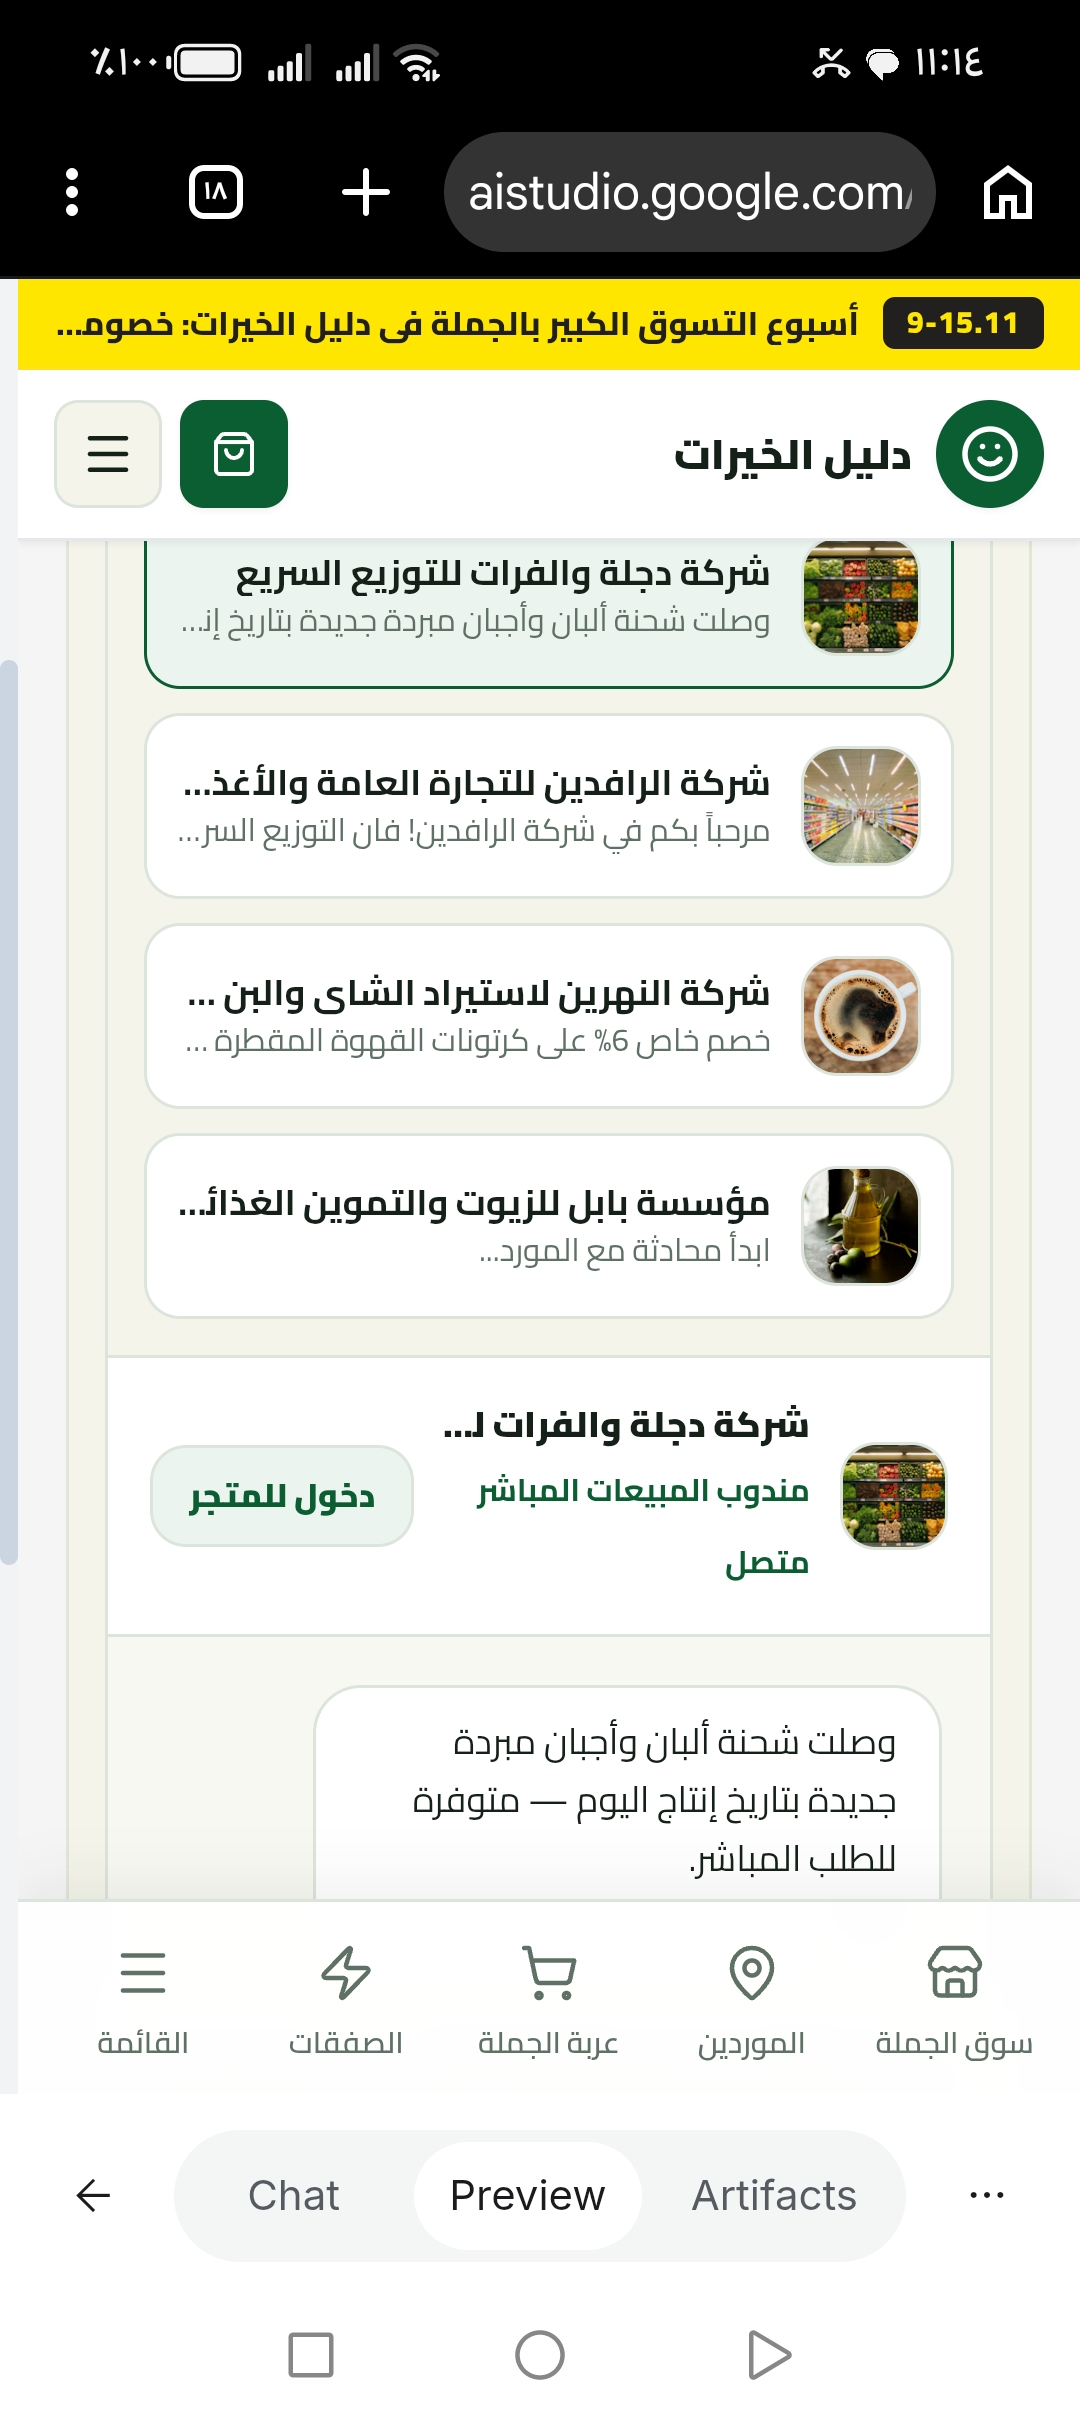 ٪١٠٠
١١:١٤
١٨
aistudio.google.com/
9-15.11
أسبوع التسوق الكبير بالجملة في دليل الخيرات: خصومـ...
دليل الخيرات
شركة دجلة والفرات للتوزيع السريع
وصلت شحنة ألبان وأجبان مبردة جديدة بتاريخ إنـ...
شركة الرافدين للتجارة العامة والأغذ...
مرحباً بكم في شركة الرافدين! فان التوزيع السر...
شركة النهرين لاستيراد الشاي والبن ...
خصم خاص 6% على كرتونات القهوة المقطرة ...
مؤسسة بابل للزيوت والتموين الغذائـ...
ابدأ محادثة مع المورد...
شركة دجلة والفرات لـ...
مندوب المبيعات المباشر
متصل
دخول للمتجر
وصلت شحنة ألبان وأجبان مبردة
جديدة بتاريخ إنتاج اليوم — متوفرة
للطلب المباشر.
سوق الجملة
الموردين
عربة الجملة
الصفقات
القائمة
Chat
Preview
Artifacts